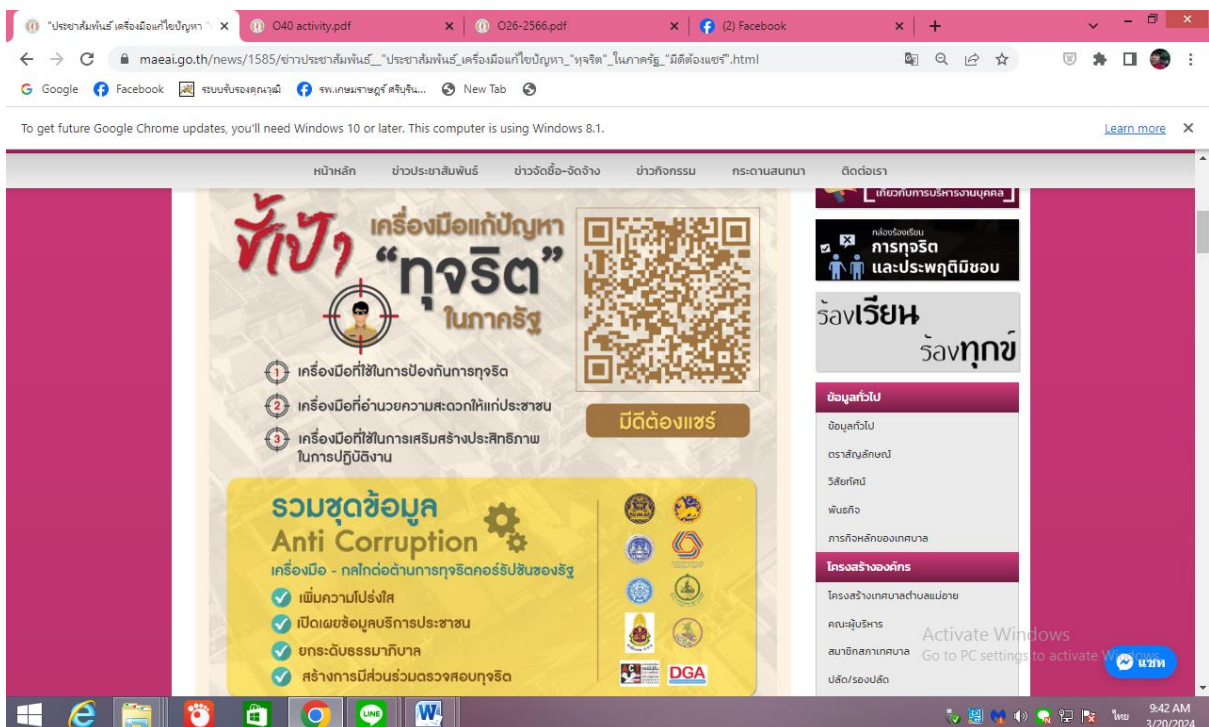 "ประชาสัมพันธ์ เครื่องมือแก้ไขปัญหา "
O40 activity.pdf
O26-2566.pdf
(2) Facebook
maeai.go.th/news/1585/ข่าวประชาสัมพันธ์_"ประชาสัมพันธ์_เครื่องมือแก้ไขปัญหา_"ทุจริต"_ในภาครัฐ_"มีดีต้องแชร์".html
Google
Facebook
ระบบรับรองคุณวุฒิ
รพ.เกษมราษฎร์ ศรีบุริน...
New Tab
To get future Google Chrome updates, you'll need Windows 10 or later. This computer is using Windows 8.1.
Learn more
หน้าหลัก
ข่าวประชาสัมพันธ์
ข่าวจัดซื้อ-จัดจ้าง
ข่าวกิจกรรม
กระดานสนทนา
ติดต่อเรา
ชี้เป้า
เครื่องมือแก้ปัญหา
"ทุจริต"
ในภาครัฐ
1 เครื่องมือที่ใช้ในการป้องกันการทุจริต
2 เครื่องมือที่อำนวยความสะดวกให้แก่ประชาชน
3 เครื่องมือที่ใช้ในการเสริมสร้างประสิทธิภาพ
ในการปฏิบัติงาน
มีดีต้องแชร์
รวมชุดข้อมูล
Anti Corruption
เครื่องมือ - กลไกต่อต้านการทุจริตคอร์รัปชันของรัฐ
เพิ่มความโปร่งใส
เปิดเผยข้อมูลบริการประชาชน
ยกระดับธรรมาภิบาล
สร้างการมีส่วนร่วมตรวจสอบทุจริต
DGA
เกี่ยวกับการบริหารงานบุคคล
กล่องร้องเรียน
การทุจริต
และประพฤติมิชอบ
ร้องเรียน
ร้องทุกข์
ข้อมูลทั่วไป
ข้อมูลทั่วไป
ตราสัญลักษณ์
วิสัยทัศน์
พันธกิจ
ภารกิจหลักของเทศบาล
โครงสร้างองค์กร
โครงสร้างเทศบาลตำบลแม่อาย
คณะผู้บริหาร
สมาชิกสภาเทศบาล
ปลัด/รองปลัด
Activate Windows
Go to PC settings to activate Windows.
แชท
LINE
ไทย
9:42 AM
3/20/2024